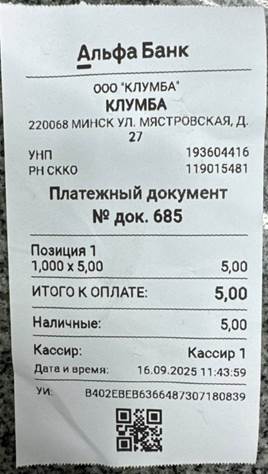 Альфа Банк
ООО "КЛУМБА"
КЛУМБА
220068 МИНСК УЛ. МЯСТРОВСКАЯ, Д.
27
УНП 193604416
РН СККО 119015481
Платежный документ
№ док. 685
Позиция 1
1,000 x 5,00 5,00
ИТОГО К ОПЛАТЕ: 5,00
Наличные: 5,00
Кассир: Кассир 1
Дата и время: 16.09.2025 11:43:59
УИ: B402EBEB6366487307180839